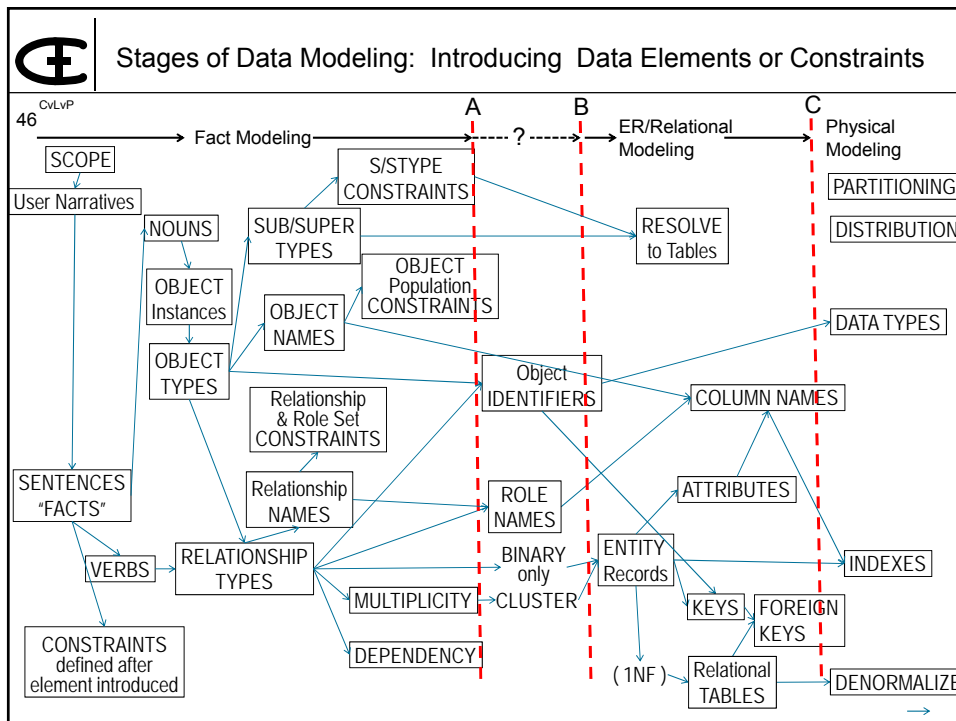 Stages of Data Modeling: Introducing Data Elements or Constraints
CvLvP
46
A
B
C
Fact Modeling
?
ER/Relational
Modeling
Physical
Modeling
SCOPE
User Narratives
NOUNS
OBJECT
Instances
OBJECT
TYPES
S/STYPE
CONSTRAINTS
SUB/SUPER
TYPES
OBJECT
Population
CONSTRAINTS
OBJECT
NAMES
RESOLVE
to Tables
PARTITIONING
DISTRIBUTION
DATA TYPES
Object
IDENTIFIERS
COLUMN NAMES
Relationship
& Role Set
CONSTRAINTS
SENTENCES
"FACTS"
Relationship
NAMES
ROLE
NAMES
ATTRIBUTES
VERBS
RELATIONSHIP
TYPES
BINARY
only
ENTITY
Records
INDEXES
MULTIPLICITY
CLUSTER
KEYS
FOREIGN
KEYS
CONSTRAINTS
defined after
element introduced
DEPENDENCY
( 1NF )
Relational
TABLES
DENORMALIZE